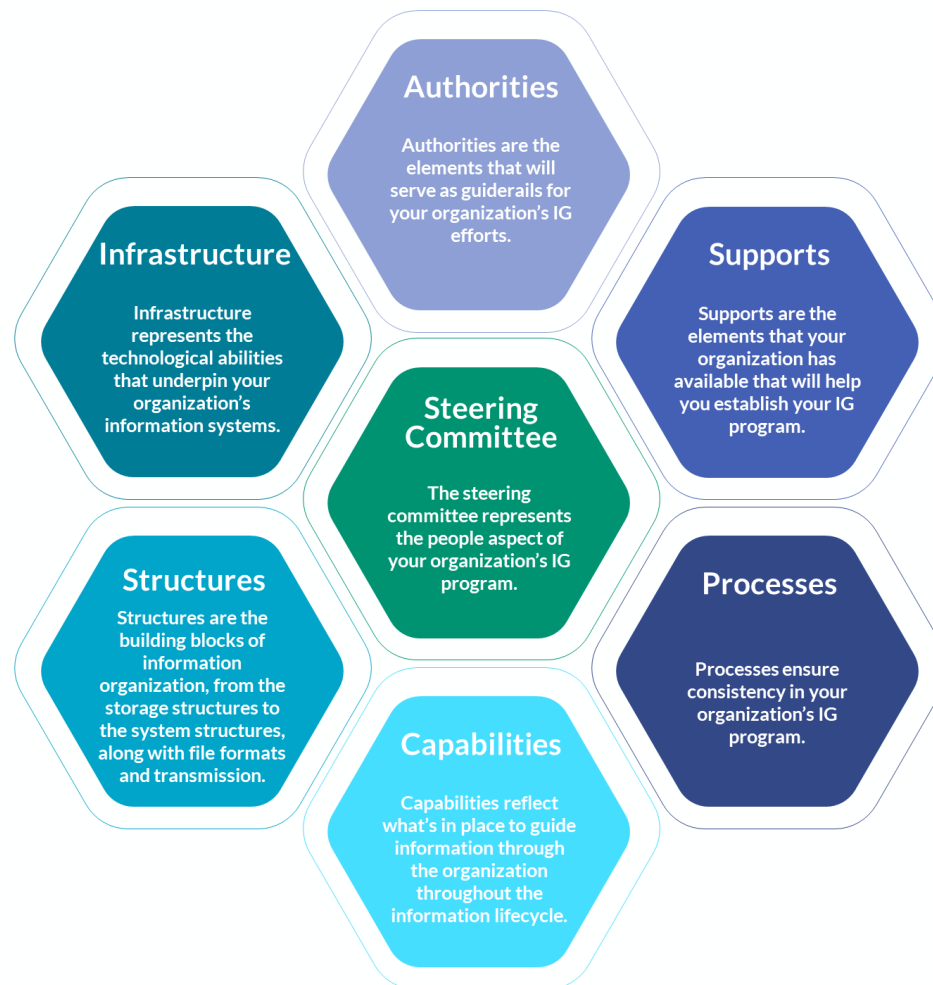 Authorities
Authorities are the
elements that will
serve as guiderails for
your organization's IG
efforts.
Infrastructure
Infrastructure
represents the
technological abilities
that underpin your
organization's
information systems.
Supports
Supports are the
elements that your
organization has
available that will help
you establish your IG
program.
Steering
Committee
The steering
committee represents
the people aspect of
your organization's IG
program.
Structures
Structures are the
building blocks of
information
organization, from the
storage structures to
the system structures,
along with file formats
and transmission.
Processes
Processes ensure
consistency in your
organization's IG
program.
Capabilities
Capabilities reflect
what's in place to guide
information through
the organization
throughout the
information lifecycle.